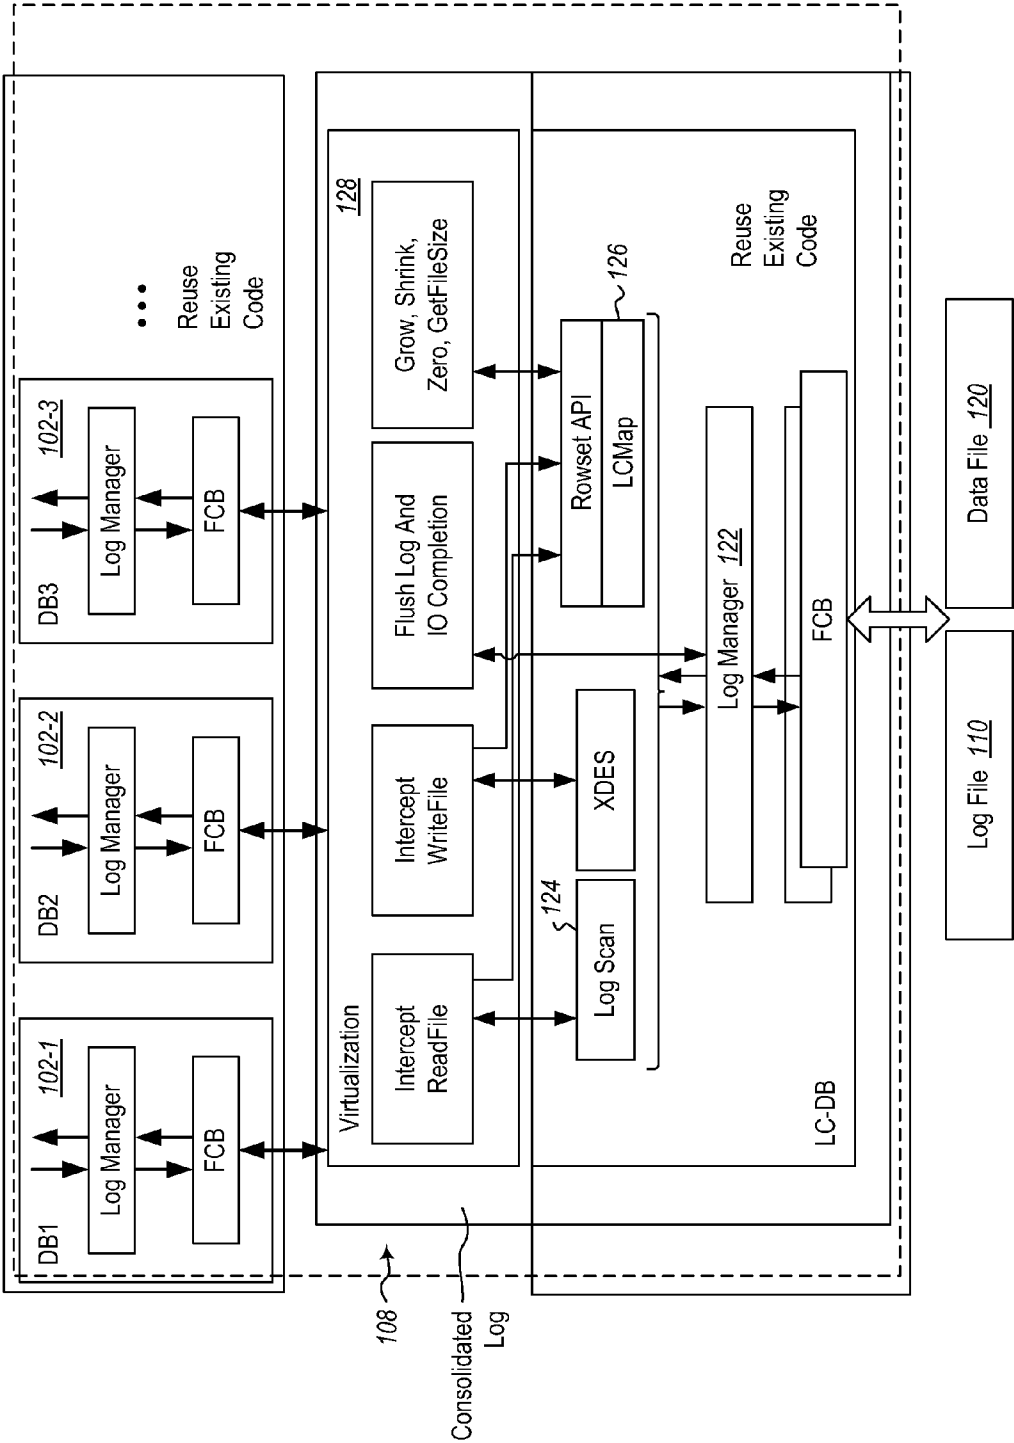 DB1
102-1
Log Manager
FCB
DB2
102-2
Log Manager
FCB
DB3
102-3
Log Manager
FCB
Reuse
Existing
Code
108
Consolidated
Log
Virtualization
128
Intercept
ReadFile
Intercept
WriteFile
Flush Log And
IO Completion
Grow, Shrink,
Zero, GetFileSize
124
Log Scan
XDES
Rowset API
LCMap
126
Log Manager 122
FCB
Reuse
Existing
Code
LC-DB
Log File 110
Data File 120